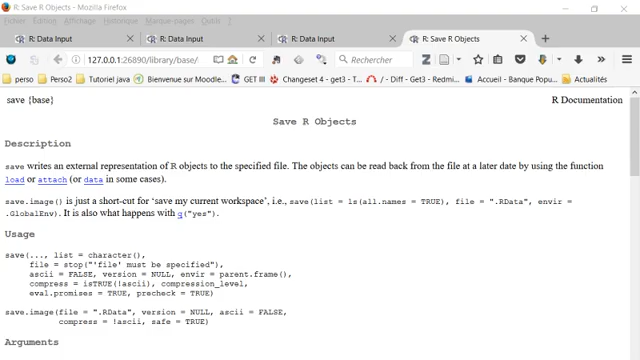 R: Save R Objects - Mozilla Firefox
Fichier Édition Affichage Historique Marque-pages Outils
R: Data Input
R: Data Input
R: Data Input
R: Save R Objects
127.0.0.1:26890/library/base/
Rechercher
perso Perso2 Tutoriel java Bienvenue sur Moodle... GET III Changeset 4 - get3 - T... / - Diff - Get3 - Redmi... Accueil - Banque Popu... Actualités
save {base}
R Documentation
Save R Objects
Description
save writes an external representation of R objects to the specified file. The objects can be read back from the file at a later date by using the function
load or attach (or data in some cases).
save.image() is just a short-cut for ‘save my current workspace’, i.e., save(list = ls(all.names = TRUE), file = ".RData", envir =
.GlobalEnv). It is also what happens with q("yes").
Usage
save(..., list = character(),
file = stop("'file' must be specified"),
ascii = FALSE, version = NULL, envir = parent.frame(),
compress = isTRUE(!ascii), compression_level,
eval.promises = TRUE, precheck = TRUE)
save.image(file = ".RData", version = NULL, ascii = FALSE,
compress = !ascii, safe = TRUE)
Arguments